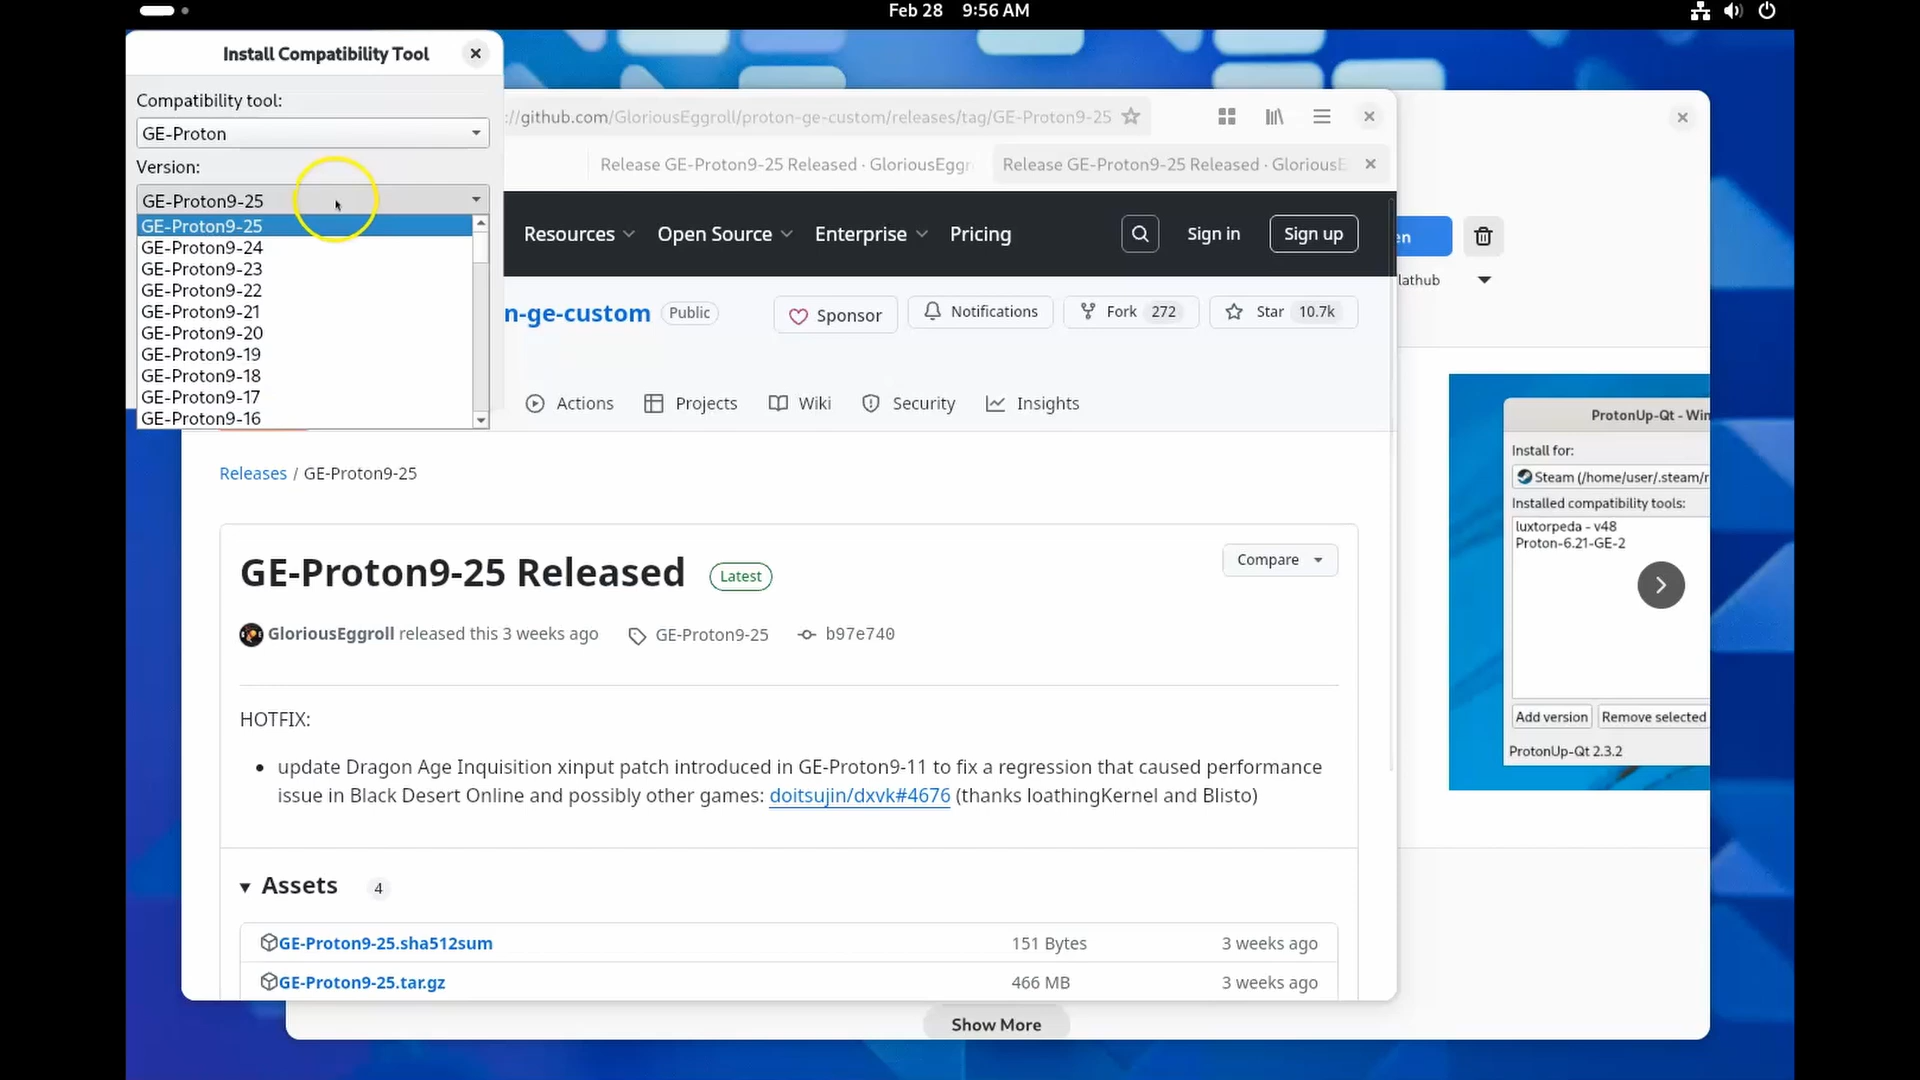 Feb 28 9:56 AM
Install Compatibility Tool
Compatibility tool:
GE-Proton
Version:
GE-Proton9-25
GE-Proton9-25
GE-Proton9-24
GE-Proton9-23
GE-Proton9-22
GE-Proton9-21
GE-Proton9-20
GE-Proton9-19
GE-Proton9-18
GE-Proton9-17
GE-Proton9-16
://github.com/GloriousEggroll/proton-ge-custom/releases/tag/GE-Proton9-25
Release GE-Proton9-25 Released · GloriousEggr
Release GE-Proton9-25 Released · GloriousE
Resources Open Source Enterprise Pricing Sign in Sign up
n-ge-custom Public Sponsor Notifications Fork 272 Star 10.7k
Actions Projects Wiki Security Insights
Releases / GE-Proton9-25
GE-Proton9-25 Released Latest Compare
GloriousEggroll released this 3 weeks ago GE-Proton9-25 b97e740
HOTFIX:
• update Dragon Age Inquisition xinput patch introduced in GE-Proton9-11 to fix a regression that caused performance
issue in Black Desert Online and possibly other games: doitsujin/dxvk#4676 (thanks loathingKernel and Blisto)
Assets 4
GE-Proton9-25.sha512sum 151 Bytes 3 weeks ago
GE-Proton9-25.tar.gz 466 MB 3 weeks ago
en
lathub
ProtonUp-Qt - Win
Install for:
Steam (/home/user/.steam/r
Installed compatibility tools:
luxtorpeda - v48
Proton-6.21-GE-2
Add version Remove selected
ProtonUp-Qt 2.3.2
Show More